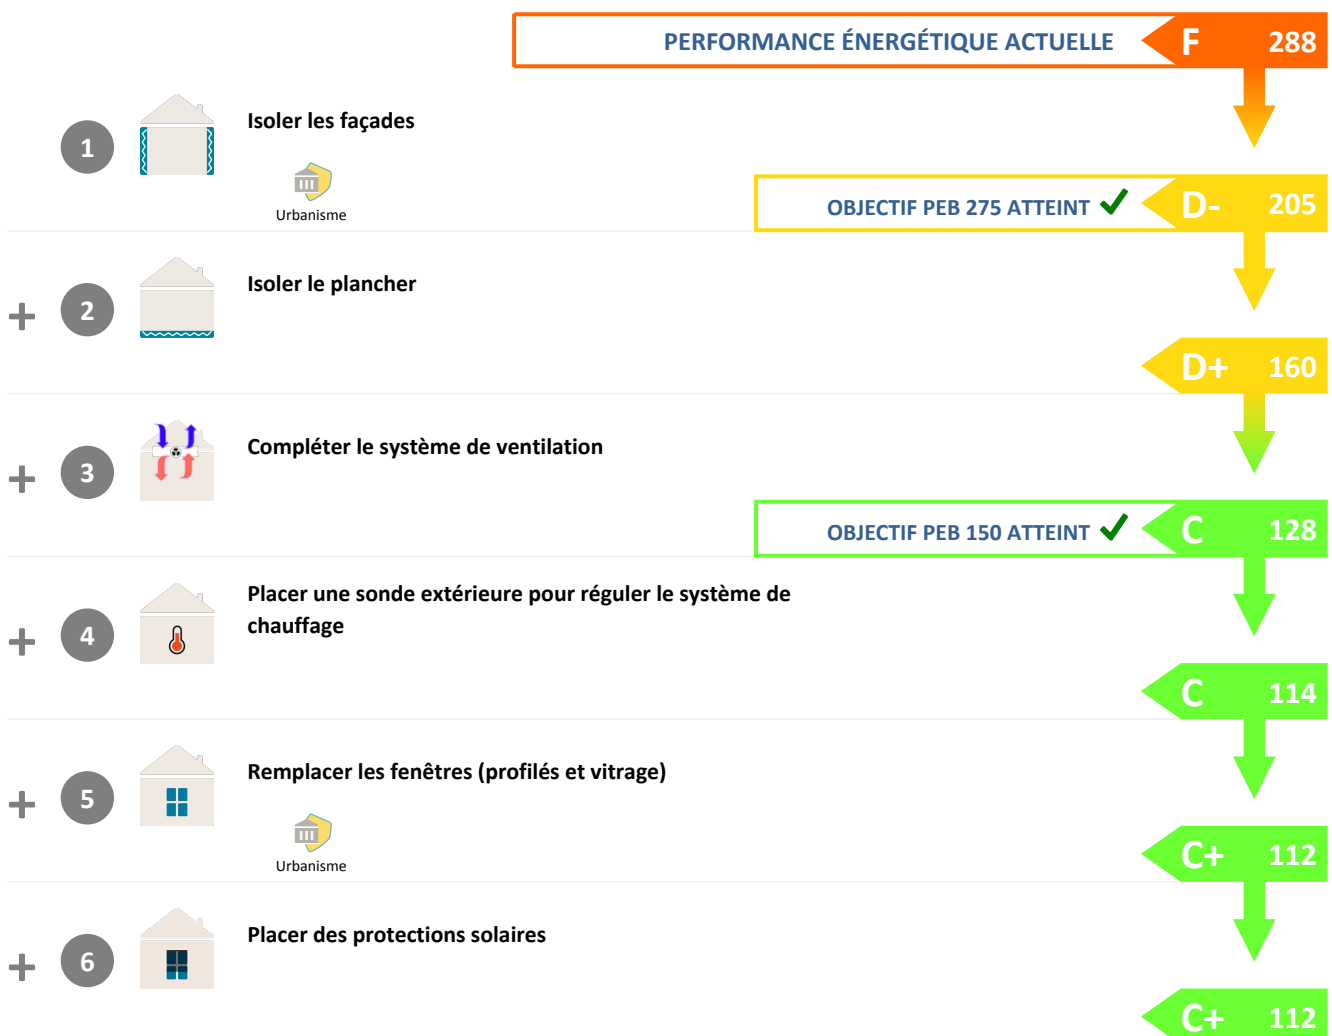 PERFORMANCE ÉNERGÉTIQUE ACTUELLE F 288
1 Isoler les façades
Urbanisme
OBJECTIF PEB 275 ATTEINT D- 205
+ 2 Isoler le plancher
D+ 160
+ 3 Compléter le système de ventilation
OBJECTIF PEB 150 ATTEINT C 128
+ 4 Placer une sonde extérieure pour réguler le système de
chauffage
C 114
+ 5 Remplacer les fenêtres (profilés et vitrage)
Urbanisme
C+ 112
+ 6 Placer des protections solaires
C+ 112